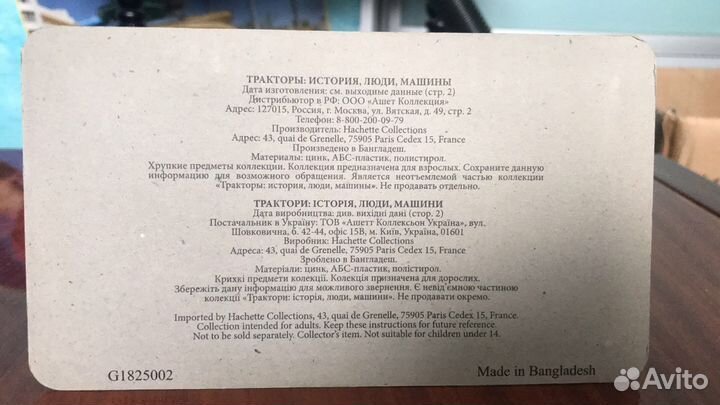 ТРАКТОРЫ: ИСТОРИЯ, ЛЮДИ, МАШИНЫ
Дата изготовления: см. выходные данные (стр. 2)
Дистрибьютор в РФ: ООО «Ашет Коллекция»
Адрес: 127015, Россия, г. Москва, ул. Вятская, д. 49, стр. 2
Телефон: 8-800-200-09-79
Производитель: Hachette Collections
Адрес: 43, quai de Grenelle, 75905 Paris Cedex 15, France
Произведено в Бангладеш.
Материалы: цинк, АБС-пластик, полистирол.
Хрупкие предметы коллекции. Коллекция предназначена для взрослых. Сохраните данную
информацию для возможного обращения. Является неотъемлемой частью коллекции
«Тракторы: история, люди, машины». Не продавать отдельно.
ТРАКТОРИ: ІСТОРІЯ, ЛЮДИ, МАШИНИ
Дата виробництва: див. вихідні дані (стор. 2)
Постачальник в Україну: ТОВ «Ашетт Коллексьон Україна», вул.
Шовковична, б. 42-44, офіс 15В, м. Київ, Україна, 01601
Виробник: Hachette Collections
Адреса: 43, quai de Grenelle, 75905 Paris Cedex 15, France
Зроблено в Бангладеш.
Матеріали: цинк, АБС-пластик, полістирол.
Крихкі предмети колекції. Колекція призначена для дорослих.
Збережіть дану інформацію для можливого звернення. Є невід'ємною частиною
колекції «Трактори: історія, люди, машини». Не продавати окремо.
Imported by Hachette Collections, 43, quai de Grenelle, 75905 Paris Cedex 15, France.
Collection intended for adults. Keep these instructions for future reference.
Not to be sold separately. Collector's item. Not suitable for children under 14.
G1825002
Made in Bangladesh
Avito